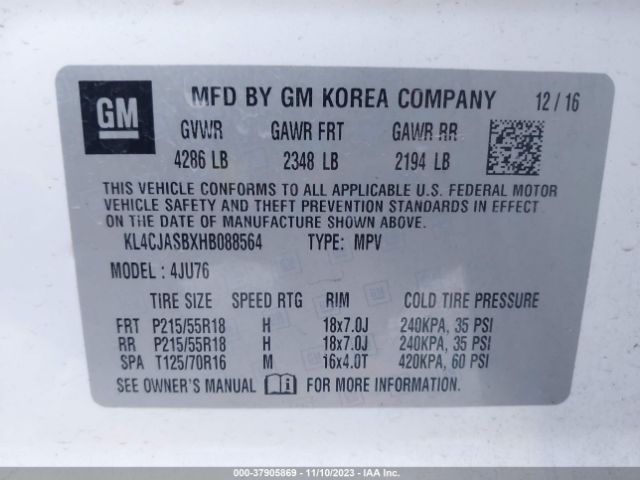 GM
MFD BY GM KOREA COMPANY 12 / 16
GVWR GAWR FRT GAWR RR
4286 LB 2348 LB 2194 LB
THIS VEHICLE CONFORMS TO ALL APPLICABLE U.S. FEDERAL MOTOR
VEHICLE SAFETY AND THEFT PREVENTION STANDARDS IN EFFECT
ON THE DATE OF MANUFACTURE SHOWN ABOVE.
KL4CJASBXHB088564 TYPE: MPV
MODEL : 4JU76
TIRE SIZE SPEED RTG RIM COLD TIRE PRESSURE
FRT P215/55R18 H 18x7.0J 240KPA, 35 PSI
RR P215/55R18 H 18x7.0J 240KPA, 35 PSI
SPA T125/70R16 M 16x4.0T 420KPA, 60 PSI
SEE OWNER'S MANUAL FOR MORE INFORMATION.
000-37905869 - 11/10/2023 - IAA Inc.